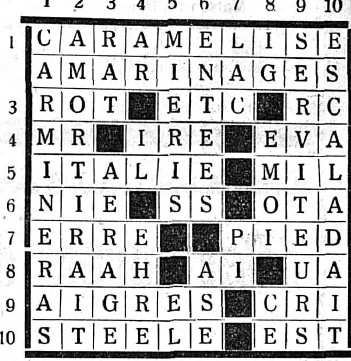 1 2 3 4 5 6 7 8 9 10
1 C A R A M E L I S E
A M A R I N A G E S
3 R O T E T C R C
4 M R I R E E V A
5 I T A L I E M I L
6 N I E S S O T A
7 E R R E P I E D
8 R A A H A I U A
9 A I G R E S C R I
10 S T E E L E E S T